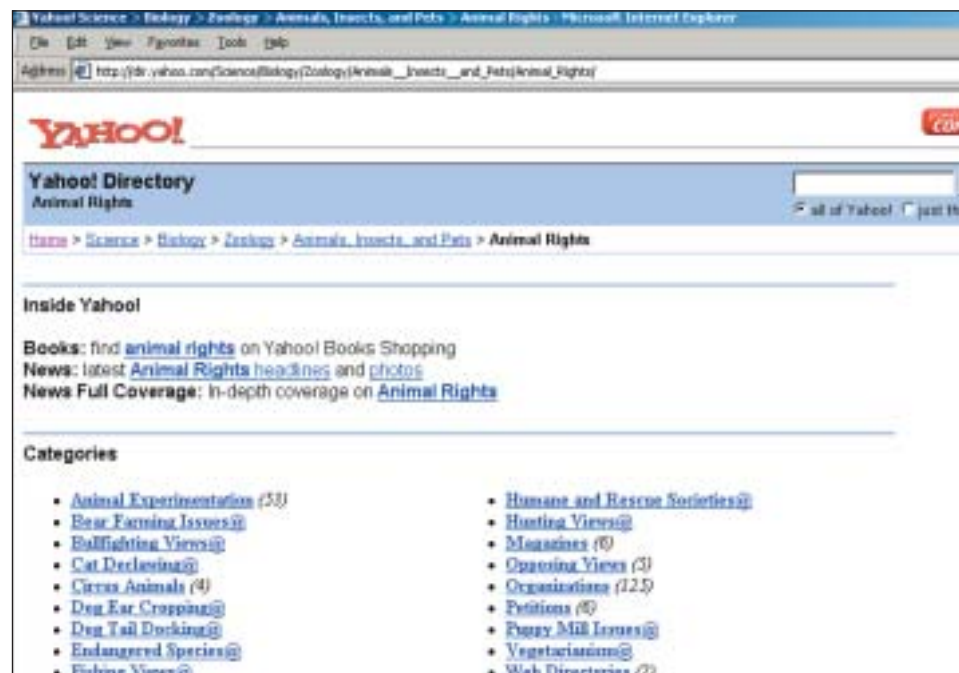 Yahoo! Science > Biology > Zoology > Animals, Insects, and Pets > Animal Rights - Microsoft Internet Explorer
File Edit View Favorites Tools Help
Address http://dir.yahoo.com/Science/Biology/Zoology/Animals__Insects__and_Pets/Animal_Rights/
YAHOO!
Yahoo! Directory
Animal Rights
all of Yahoo! just
Home > Science > Biology > Zoology > Animals, Insects, and Pets > Animal Rights
Inside Yahoo!
Books: find animal rights on Yahoo! Books Shopping
News: latest Animal Rights headlines and photos
News Full Coverage: In-depth coverage on Animal Rights
Categories
• Animal Experimentation (53)
• Bear Farming Issues@
• Bullfighting Views@
• Cat Declawing@
• Circus Animals (4)
• Dog Ear Cropping@
• Dog Tail Docking@
• Endangered Species@
• Fishing Views@
• Humane and Rescue Societies@
• Hunting Views@
• Magazines (6)
• Opposing Views (5)
• Organizations (125)
• Petitions (6)
• Puppy Mill Issues@
• Vegetarianism@
• Web Directories (2)